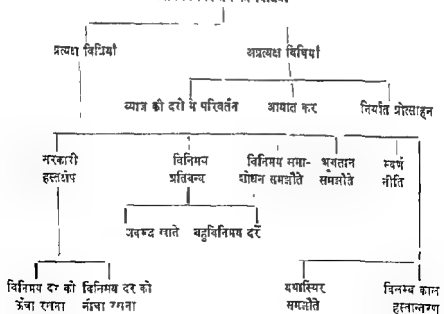 प्रत्यक्ष विधियाँ अप्रत्यक्ष विधियाँ
ब्याज की दरों में परिवर्तन आयात कर निर्यात प्रोत्साहन
सरकारी विनिमय विनिमय समा- भुगतान स्वर्ण
हस्तक्षेप प्रतिबन्ध शोधन समझौते समझौते नीति
अवरुद्ध खाते बहुविनिमय दरें
विनिमय दर को विनिमय दर को यथास्थिर विलम्ब काल
ऊँचा रखना नीचा रखना समझौते हस्तान्तरण